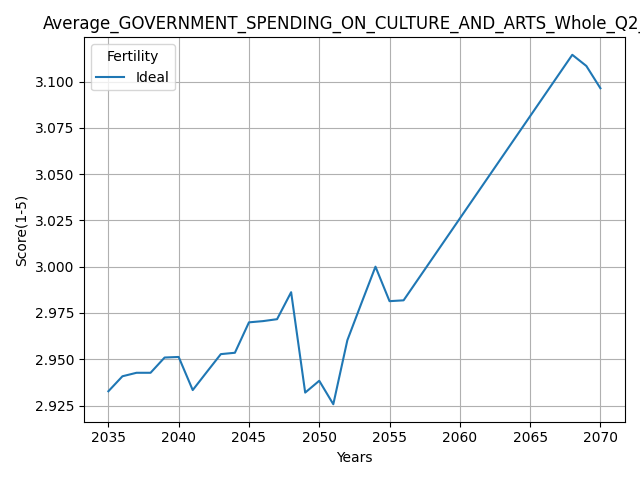 Average_GOVERNMENT_SPENDING_ON_CULTURE_AND_ARTS_Whole_Q2_
Fertility
Ideal
3.100
3.075
3.050
3.025
3.000
2.975
2.950
2.925
Score(1-5)
2035 2040 2045 2050 2055 2060 2065 2070
Years